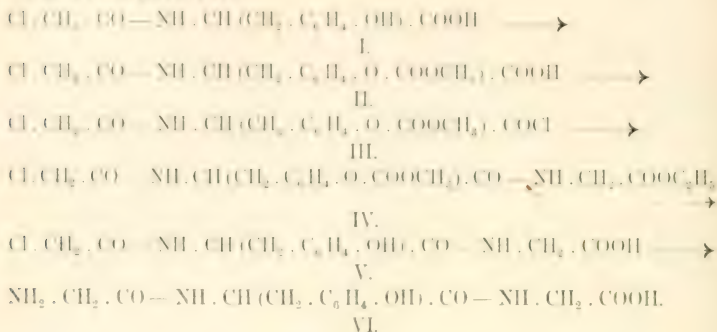 Cl.CH₂.CO—NH.CH(CH₂.C₆H₄.OH).COOH ⟶
I.
Cl.CH₂.CO—NH.CH(CH₂.C₆H₄.O.COOCH₃).COOH ⟶
II.
Cl.CH₂.CO—NH.CH(CH₂.C₆H₄.O.COOCH₃).COCl ⟶
III.
Cl.CH₂.CO—NH.CH(CH₂.C₆H₄.O.COOCH₃).CO—NH.CH₂.COOC₂H₅
⟶
IV.
Cl.CH₂.CO—NH.CH(CH₂.C₆H₄.OH).CO—NH.CH₂.COOH ⟶
V.
NH₂.CH₂.CO—NH.CH(CH₂.C₆H₄.OH).CO—NH.CH₂.COOH.
VI.